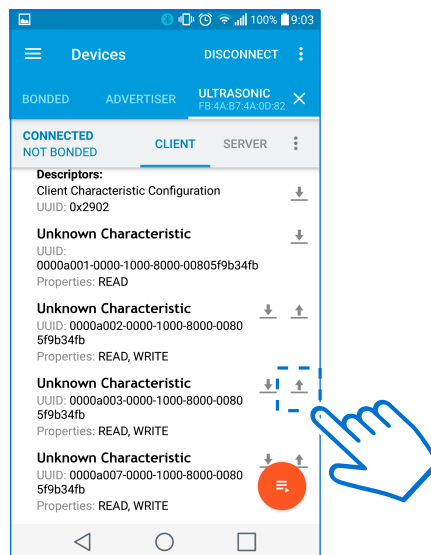 100% 9:03
Devices DISCONNECT
BONDED ADVERTISER ULTRASONIC
FB:4A:B7:4A:0D:82
CONNECTED
NOT BONDED
CLIENT SERVER
Descriptors:
Client Characteristic Configuration
UUID: 0x2902
Unknown Characteristic
UUID:
0000a001-0000-1000-8000-00805f9b34fb
Properties: READ
Unknown Characteristic
UUID: 0000a002-0000-1000-8000-0080
5f9b34fb
Properties: READ, WRITE
Unknown Characteristic
UUID: 0000a003-0000-1000-8000-0080
5f9b34fb
Properties: READ, WRITE
Unknown Characteristic
UUID: 0000a007-0000-1000-8000-0080
5f9b34fb
Properties: READ, WRITE